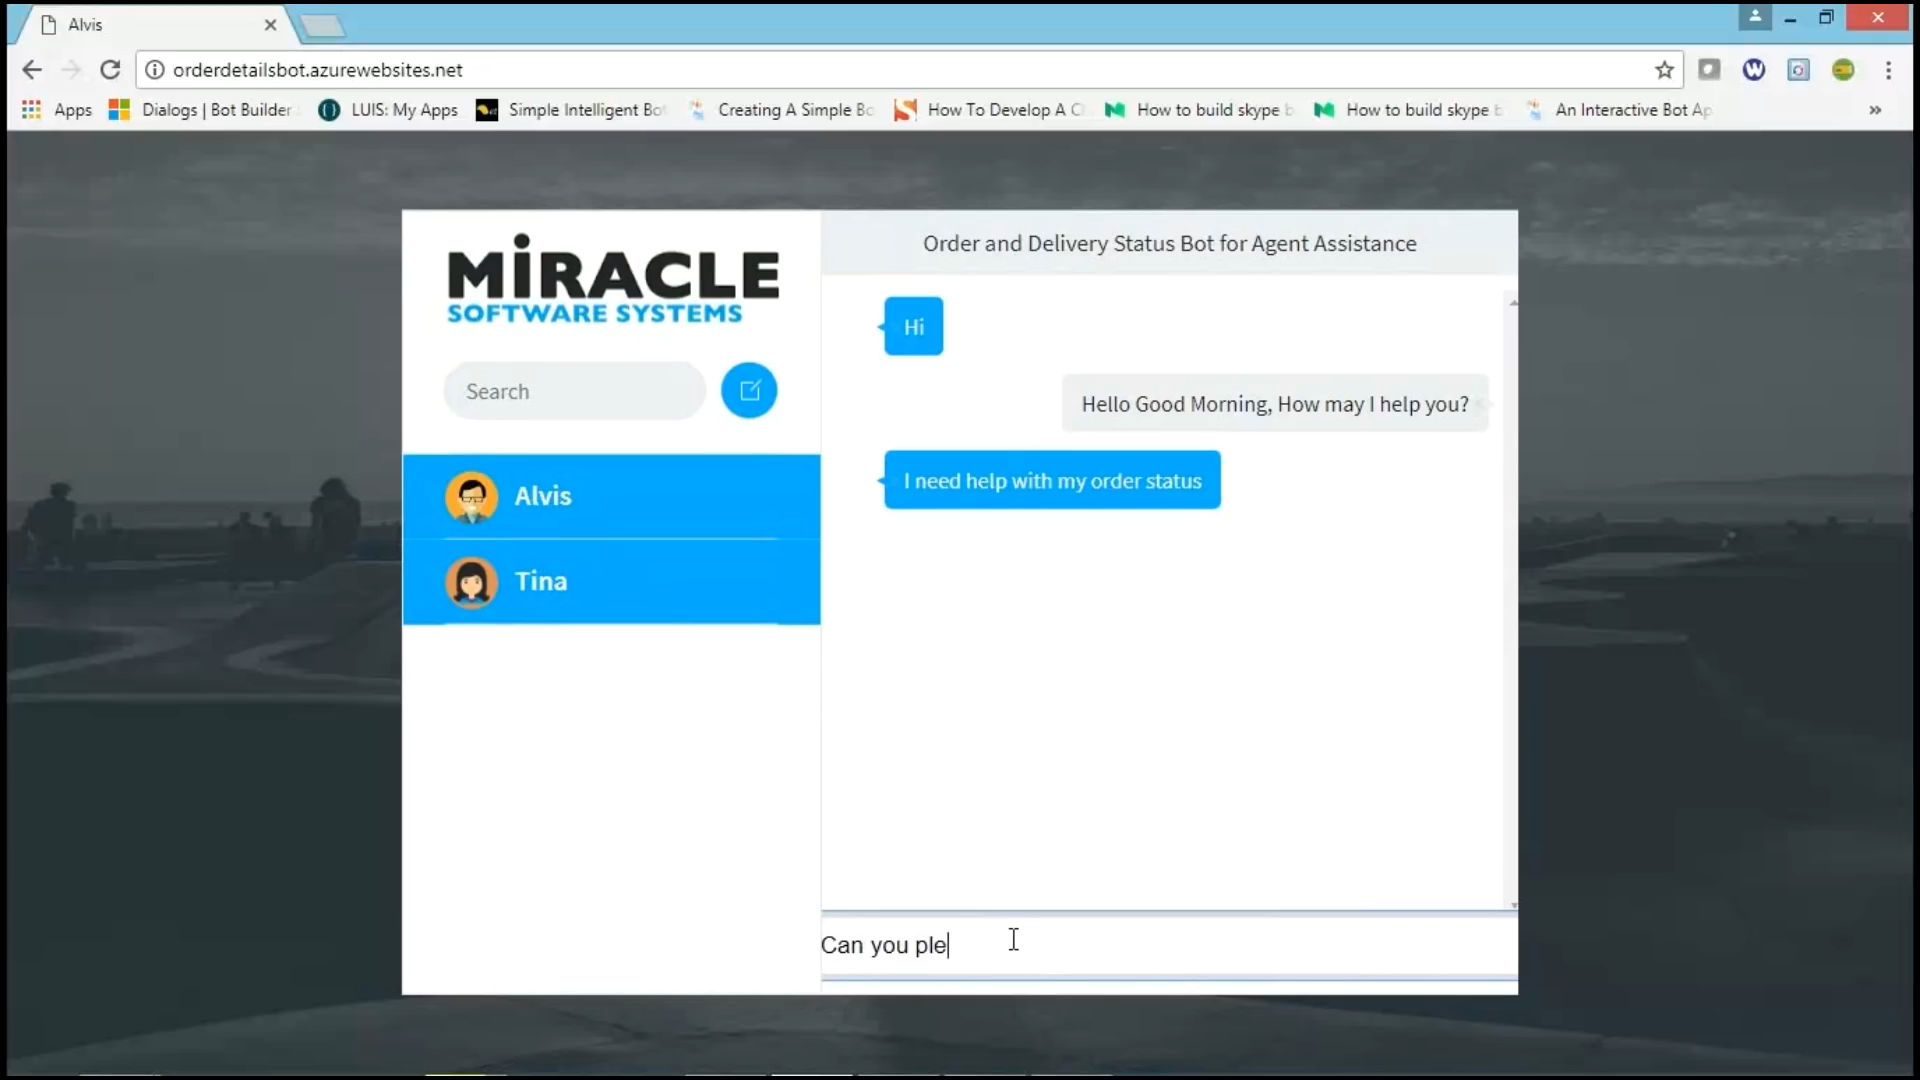 Alvis
orderdetailsbot.azurewebsites.net
Apps
Dialogs | Bot Builder
LUIS: My Apps
Simple Intelligent Bo
Creating A Simple Bo
How To Develop A C
How to build skype b
How to build skype b
An Interactive Bot Ap
MiRACLE
SOFTWARE SYSTEMS
Search
Alvis
Tina
Order and Delivery Status Bot for Agent Assistance
Hi
Hello Good Morning, How may I help you?
I need help with my order status
Can you ple